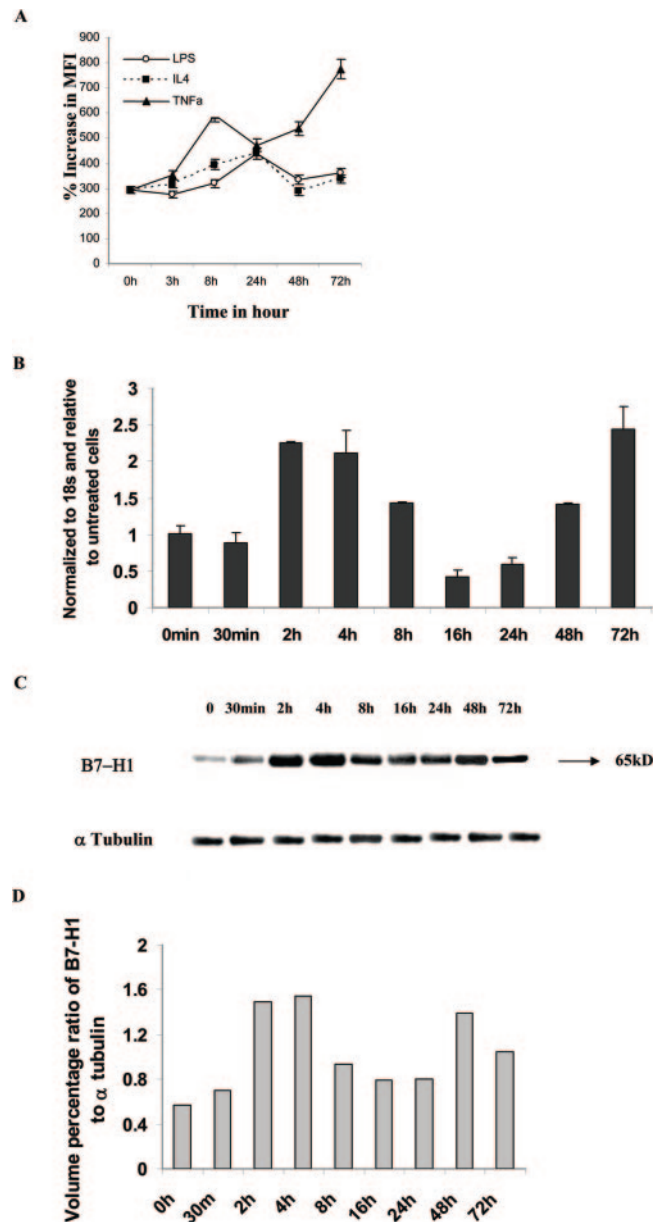 A
% Increase in MFI
900
800
700
600
500
400
300
200
100
0
LPS
IL4
TNFa
0h 3h 8h 24h 48h 72h
Time in hour
B
Normalized to 18s and relative
to untreated cells
3
2.5
2
1.5
1
0.5
0
0min 30min 2h 4h 8h 16h 24h 48h 72h
C
0 30min 2h 4h 8h 16h 24h 48h 72h
B7–H1 → 65kD
α Tubulin
D
Volume percentage ratio of B7-H1
to α tubulin
2
1.6
1.2
0.8
0.4
0
0h 30m 2h 4h 8h 16h 24h 48h 72h